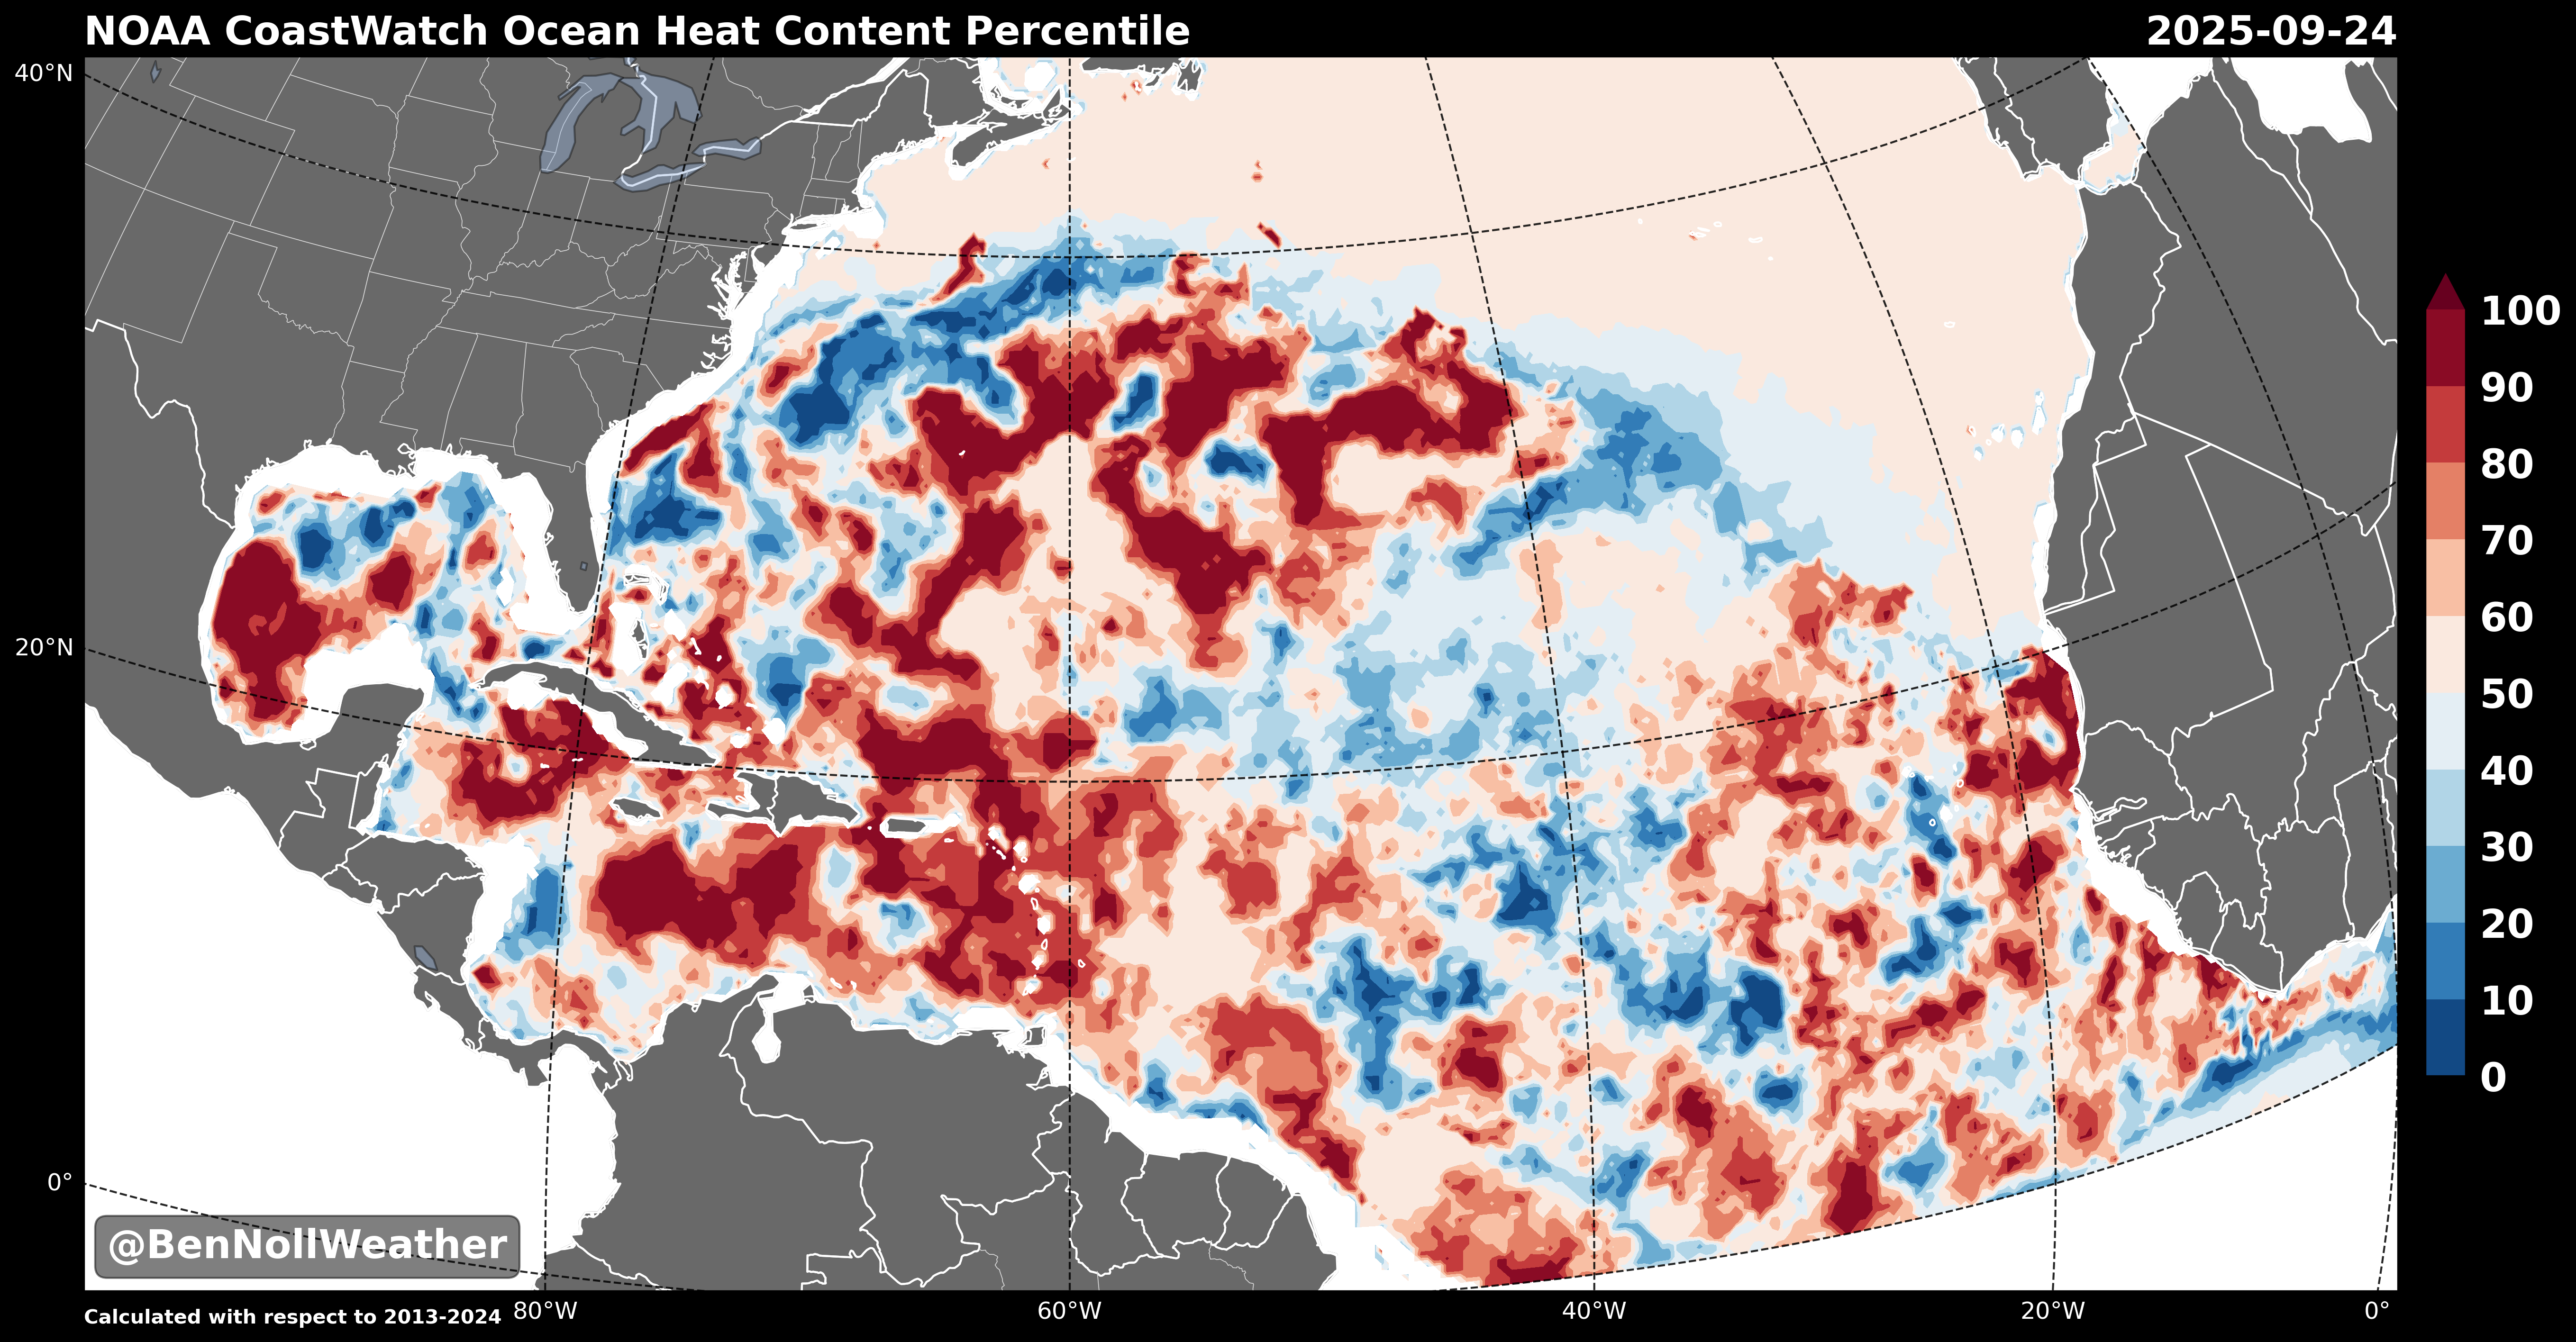 NOAA CoastWatch Ocean Heat Content Percentile
2025-09-24
40°N
20°N
0°
100
90
80
70
60
50
40
30
20
10
0
@BenNollWeather
Calculated with respect to 2013-2024
80°W
60°W
40°W
20°W
0°